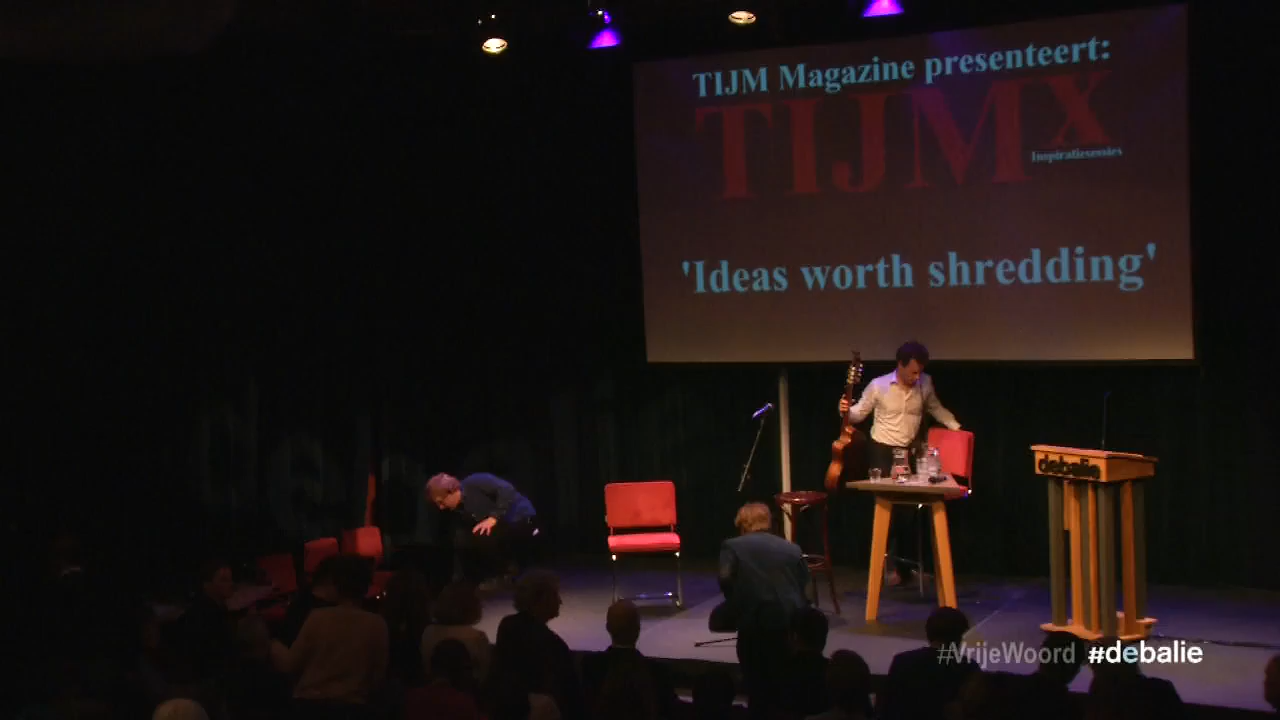 TIJM Magazine presenteert:
TIJMX
Inspiratiesessies
'Ideas worth shredding'
debalie
#VrijeWoord #debalie